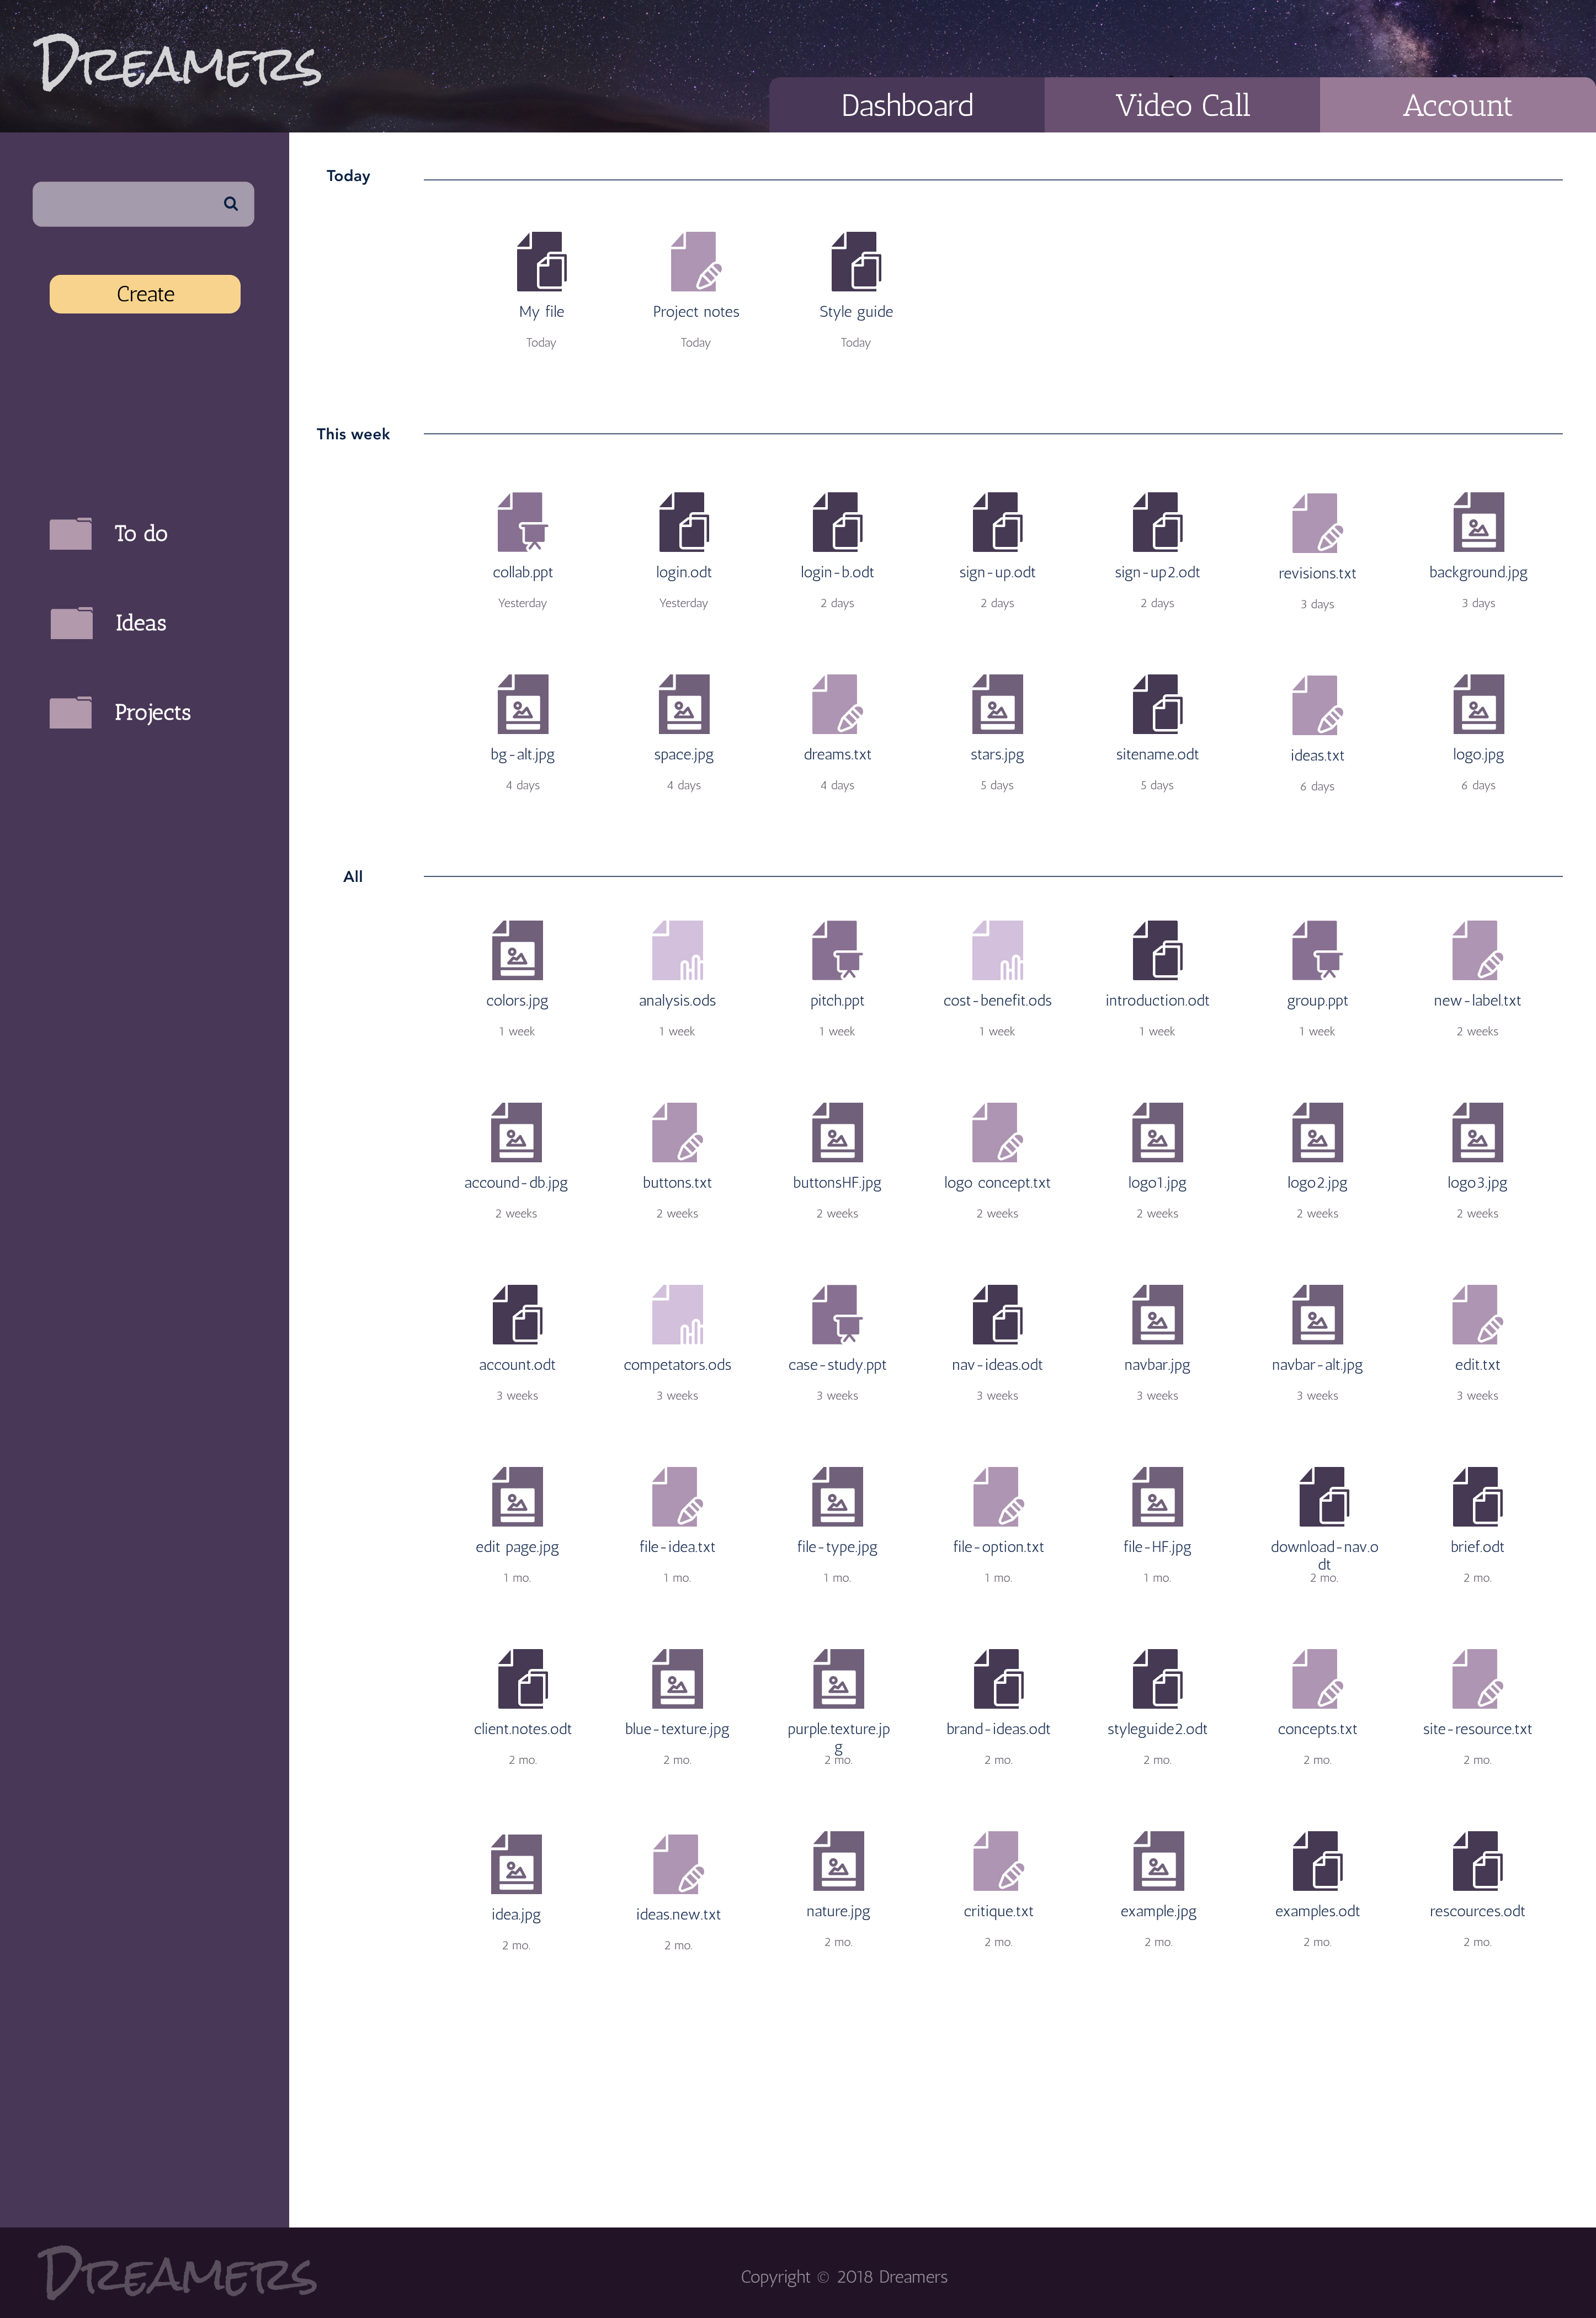 Dreamers
Dashboard Video Call Account
Today
Create
My file Project notes Style guide
Today Today Today
This week
To do
Ideas
Projects
collab.ppt login.odt login-b.odt sign-up.odt sign-up2.odt revisions.txt background.jpg
Yesterday Yesterday 2 days 2 days 2 days 3 days 3 days
bg-alt.jpg space.jpg dreams.txt stars.jpg sitename.odt ideas.txt logo.jpg
4 days 4 days 4 days 5 days 5 days 6 days 6 days
All
colors.jpg analysis.ods pitch.ppt cost-benefit.ods introduction.odt group.ppt new-label.txt
1 week 1 week 1 week 1 week 1 week 1 week 2 weeks
accound-db.jpg buttons.txt buttonsHF.jpg logo concept.txt logo1.jpg logo2.jpg logo3.jpg
2 weeks 2 weeks 2 weeks 2 weeks 2 weeks 2 weeks 2 weeks
account.odt competators.ods case-study.ppt nav-ideas.odt navbar.jpg navbar-alt.jpg edit.txt
3 weeks 3 weeks 3 weeks 3 weeks 3 weeks 3 weeks 3 weeks
edit page.jpg file-idea.txt file-type.jpg file-option.txt file-HF.jpg download-nav.o brief.odt
dt
1 mo. 1 mo. 1 mo. 1 mo. 1 mo. 2 mo. 2 mo.
client.notes.odt blue-texture.jpg purple.texture.jp brand-ideas.odt styleguide2.odt concepts.txt site-resource.txt
g
2 mo. 2 mo. 2 mo. 2 mo. 2 mo. 2 mo. 2 mo.
idea.jpg ideas.new.txt nature.jpg critique.txt example.jpg examples.odt rescources.odt
2 mo. 2 mo. 2 mo. 2 mo. 2 mo. 2 mo. 2 mo.
Dreamers
Copyright © 2018 Dreamers